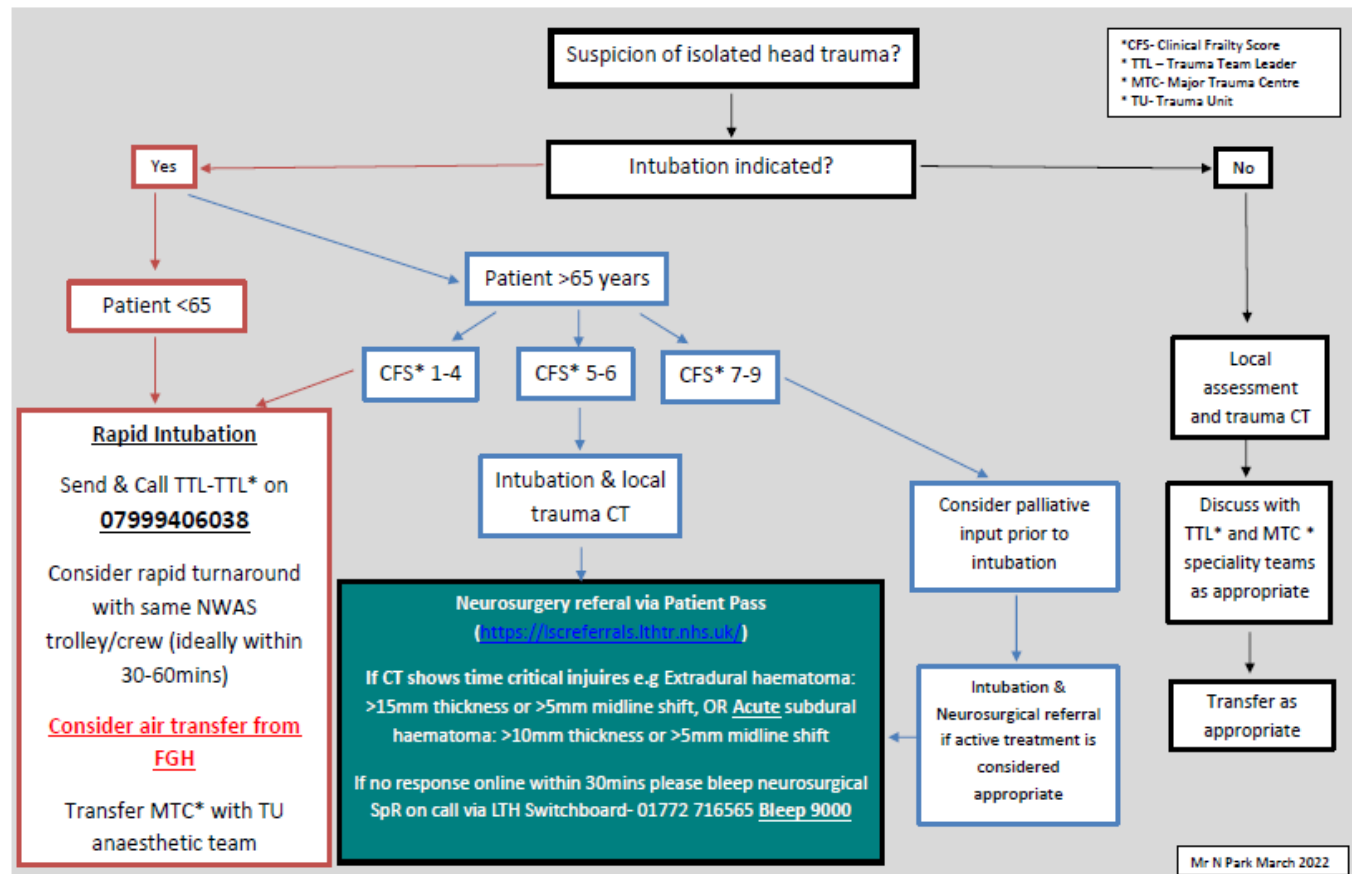 Suspicion of isolated head trauma?
*CFS- Clinical Frailty Score
* TTL – Trauma Team Leader
* MTC- Major Trauma Centre
* TU- Trauma Unit
Yes
Intubation indicated?
No
Patient >65 years
Patient <65
CFS* 1-4
CFS* 5-6
CFS* 7-9
Rapid Intubation
Send & Call TTL-TTL* on
07999406038
Consider rapid turnaround
with same NWAS
trolley/crew (ideally within
30-60mins)
Consider air transfer from
FGH
Transfer MTC* with TU
anaesthetic team
Intubation & local
trauma CT
Neurosurgery referal via Patient Pass
(https://lscreferrals.lthtr.nhs.uk/)
If CT shows time critical injuires e.g Extradural haematoma:
>15mm thickness or >5mm midline shift, OR Acute subdural
haematoma: >10mm thickness or >5mm midline shift
If no response online within 30mins please bleep neurosurgical
SpR on call via LTH Switchboard- 01772 716565 Bleep 9000
Consider palliative
input prior to
intubation
Intubation &
Neurosurgical referral
if active treatment is
considered
appropriate
Local
assessment
and trauma CT
Discuss with
TTL* and MTC *
speciality teams
as appropriate
Transfer as
appropriate
Mr N Park March 2022